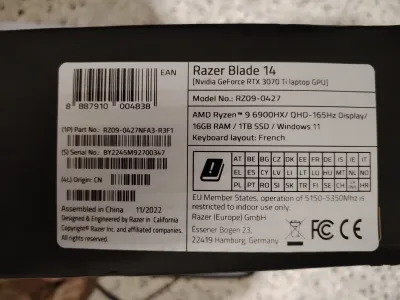 EAN
8 887910 004838
(1P) Part No.: RZ09-0427NFA3-R3F1
(S) Serial No.: BY2245M92700347
(4L) Origin: CN
Assembled in China 11/2022
Designed & Engineered by Razer in California
Copyright© Razer Inc. and affiliated companies.
All rights reserved.
Razer Blade 14
[Nvidia GeForce RTX 3070 Ti laptop GPU]
Model No.: RZ09-0427
AMD Ryzen™ 9 6900HX/ QHD-165Hz Display/
16GB RAM / 1TB SSD / Windows 11
Keyboard layout: French
AT BE BG CZ DK EE FR DE IS IE IT
EL ES CY LV LI LT LU HU MT NL NO
PL PT RO SI SK TR FI SE CH HR
EU Member States, operation of 5150-5350Mhz is
restricted to indoor use only.
Razer (Europe) GmbH
Essener Bogen 23,
22419 Hamburg, Germany
FC CE